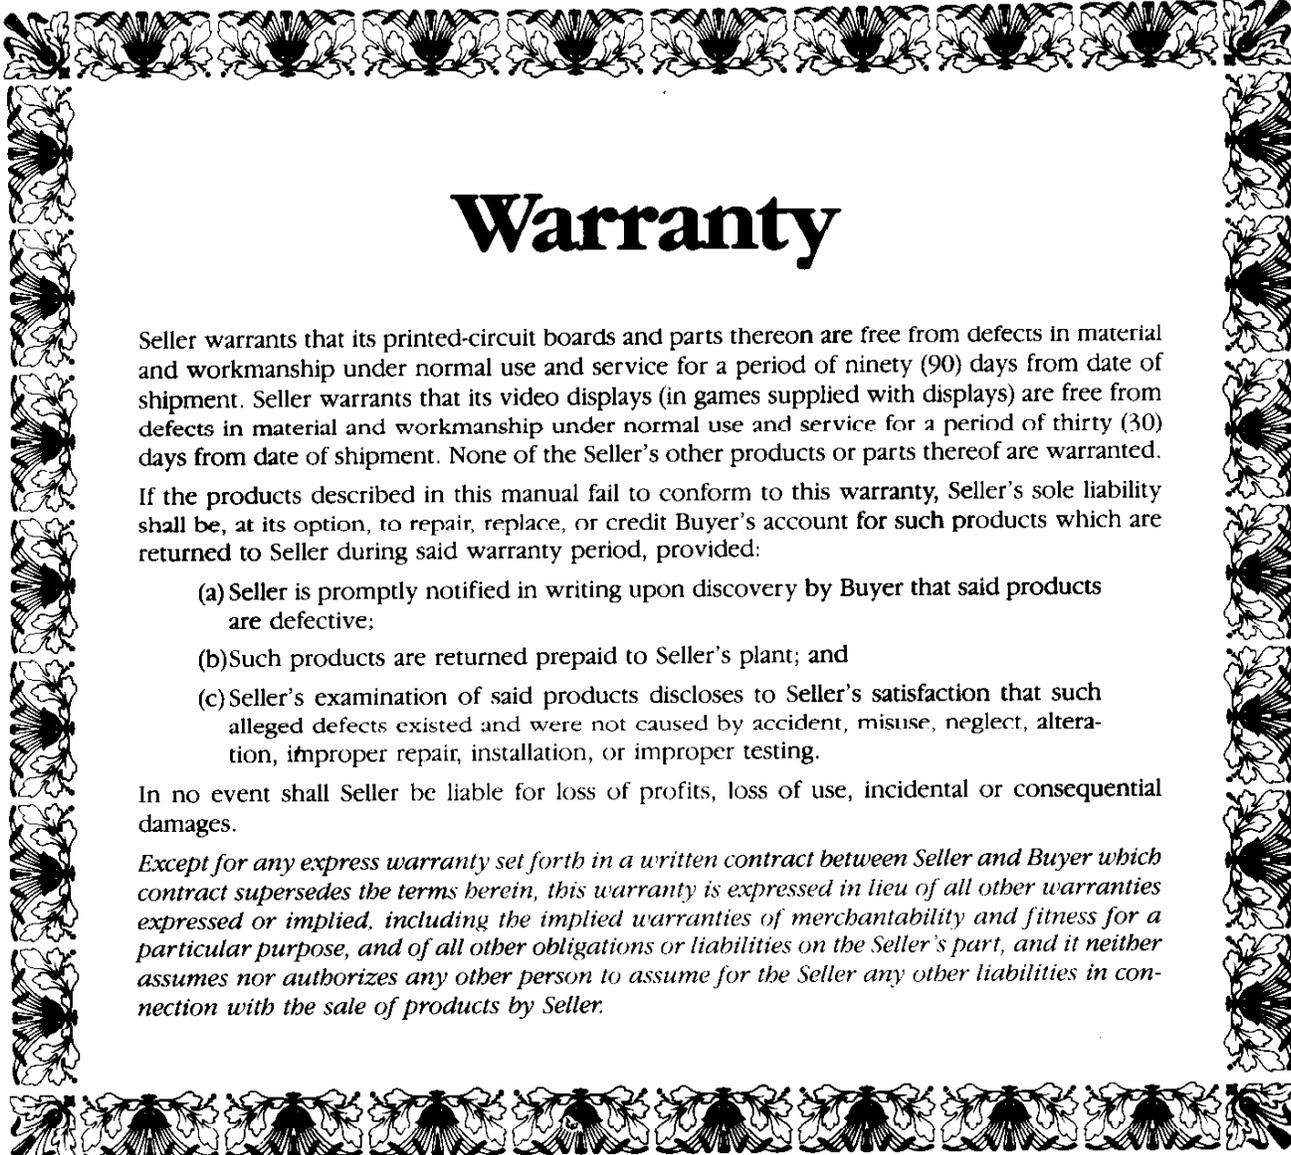 Warranty
Seller warrants that its printed-circuit boards and parts thereon are free from defects in material
and workmanship under normal use and service for a period of ninety (90) days from date of
shipment. Seller warrants that its video displays (in games supplied with displays) are free from
defects in material and workmanship under normal use and service for a period of thirty (30)
days from date of shipment. None of the Seller's other products or parts thereof are warranted.
If the products described in this manual fail to conform to this warranty, Seller's sole liability
shall be, at its option, to repair, replace, or credit Buyer's account for such products which are
returned to Seller during said warranty period, provided:
(a) Seller is promptly notified in writing upon discovery by Buyer that said products
are defective;
(b) Such products are returned prepaid to Seller's plant; and
(c) Seller's examination of said products discloses to Seller's satisfaction that such
alleged defects existed and were not caused by accident, misuse, neglect, altera-
tion, improper repair, installation, or improper testing.
In no event shall Seller be liable for loss of profits, loss of use, incidental or consequential
damages.
Except for any express warranty set forth in a written contract between Seller and Buyer which
contract supersedes the terms herein, this warranty is expressed in lieu of all other warranties
expressed or implied, including the implied warranties of merchantability and fitness for a
particular purpose, and of all other obligations or liabilities on the Seller's part, and it neither
assumes nor authorizes any other person to assume for the Seller any other liabilities in con-
nection with the sale of products by Seller.